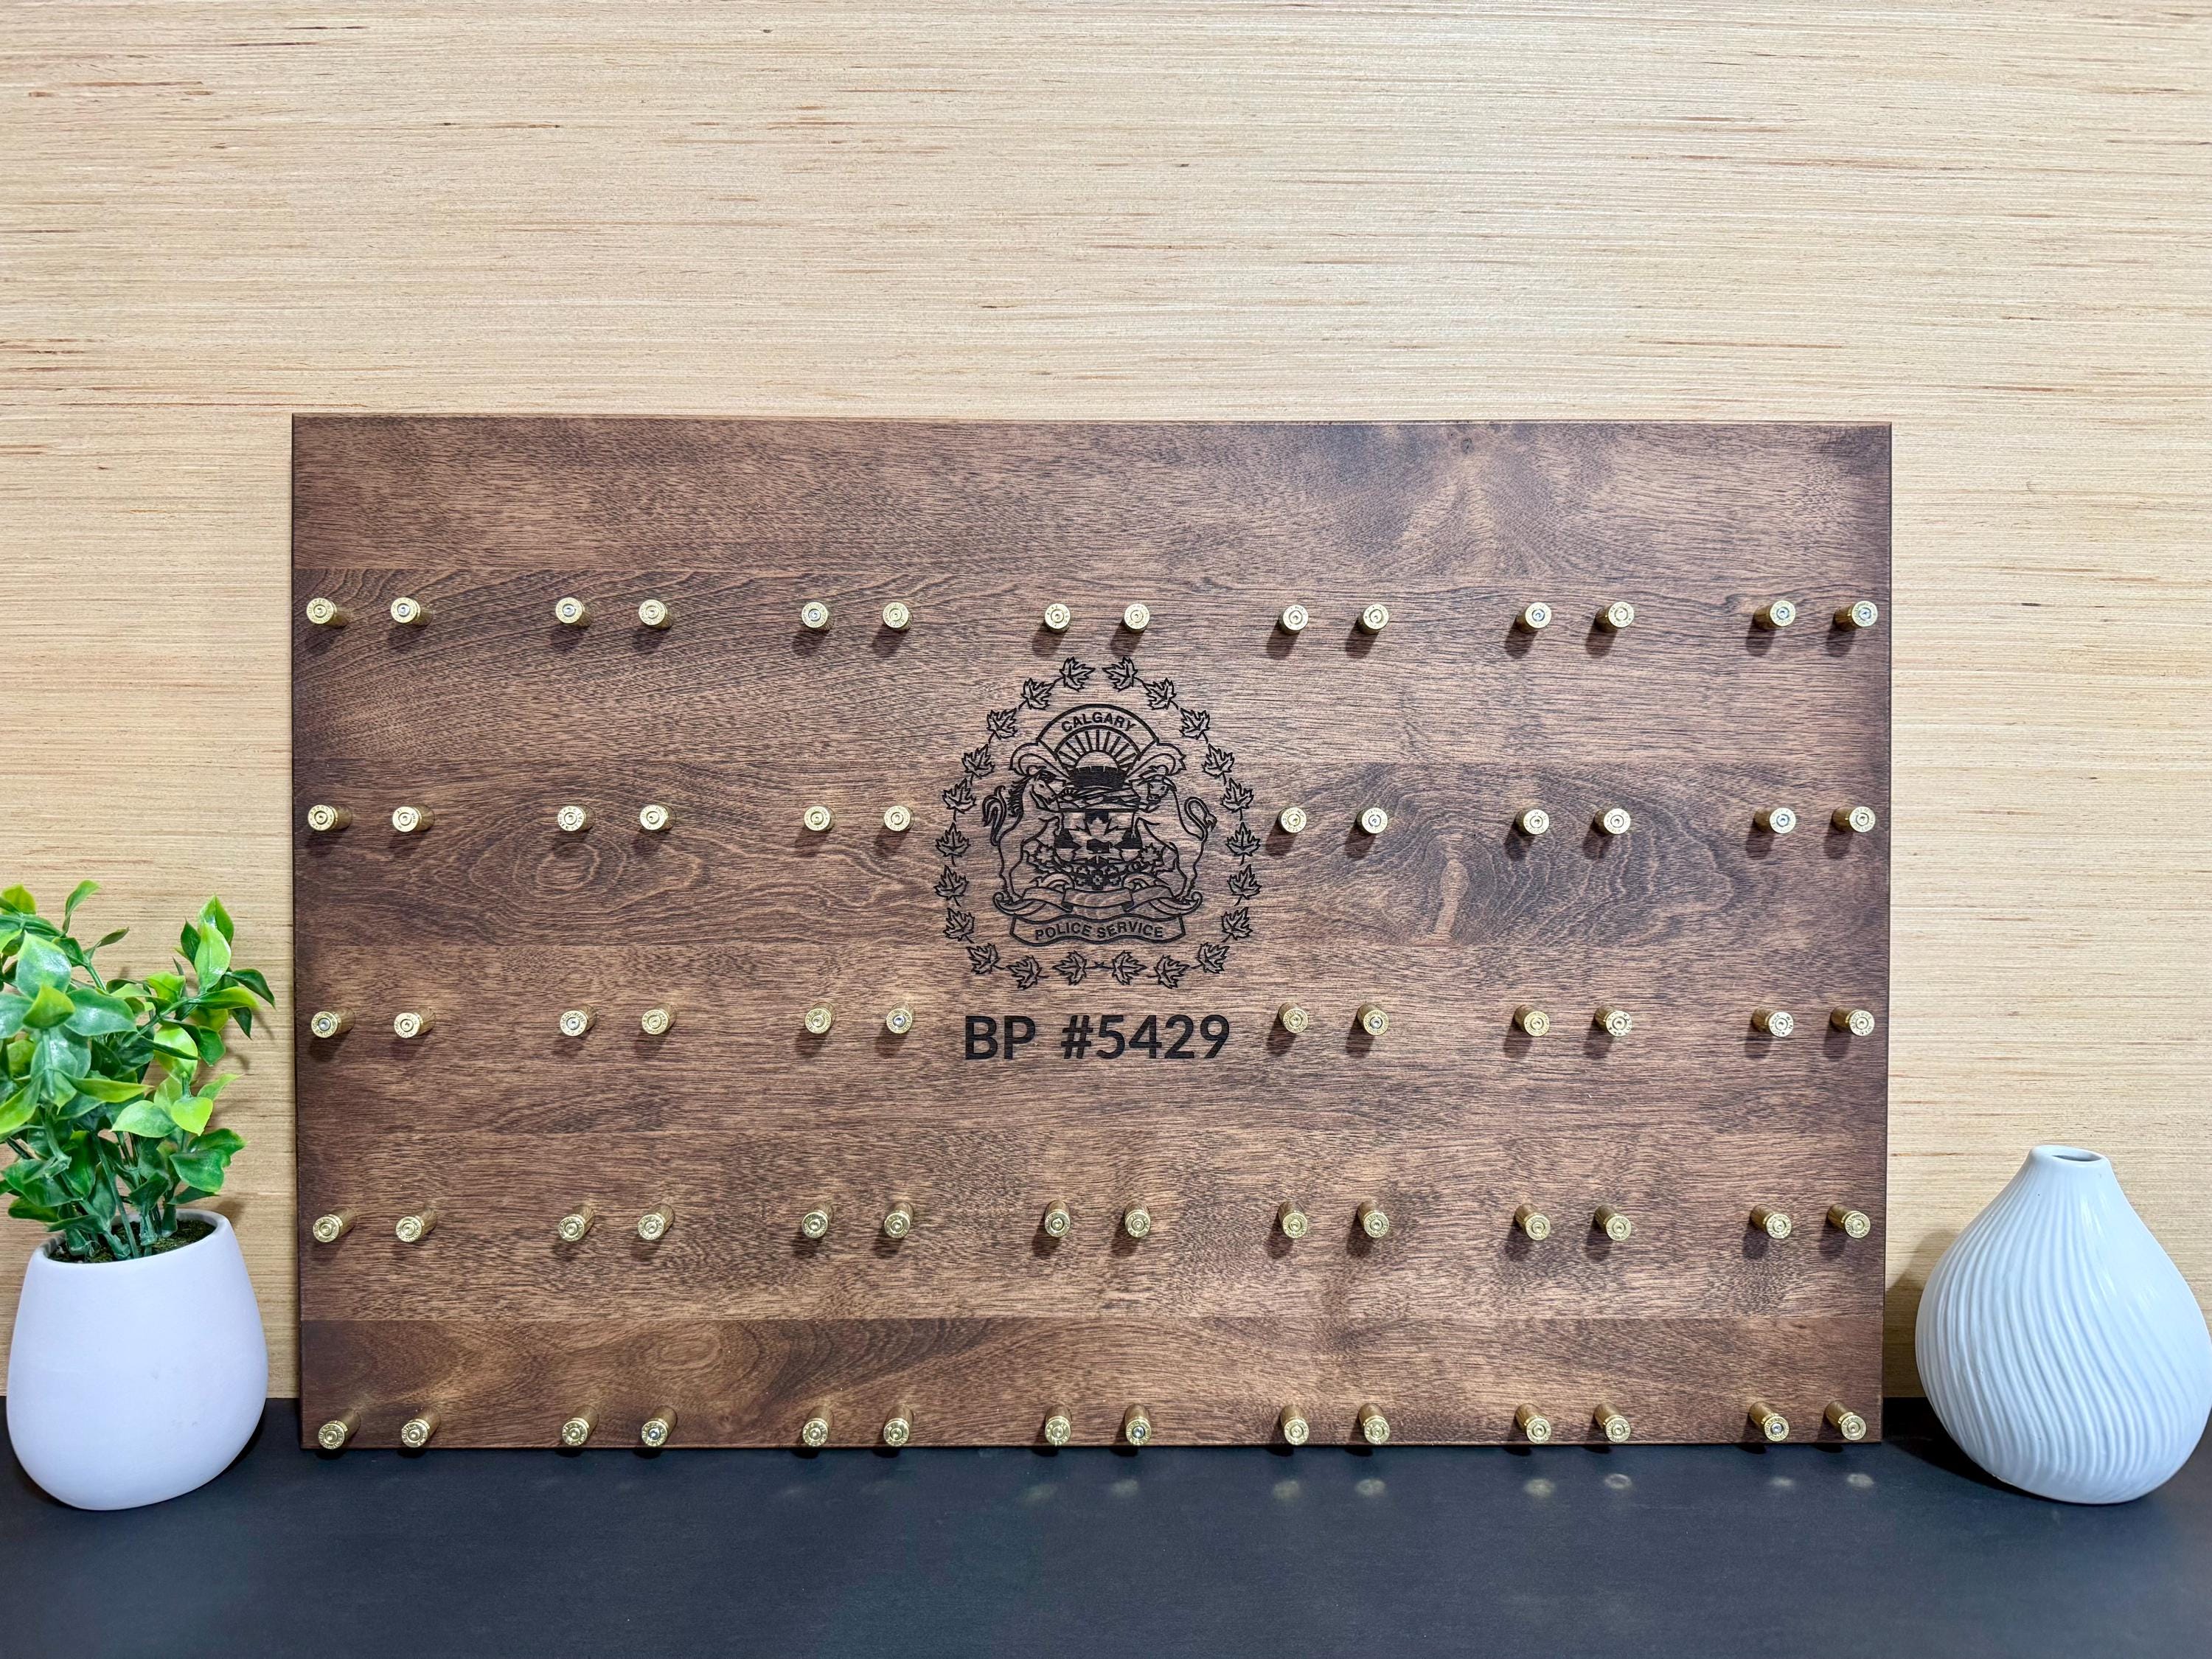 CALGARY
POLICE SERVICE
BP #5429